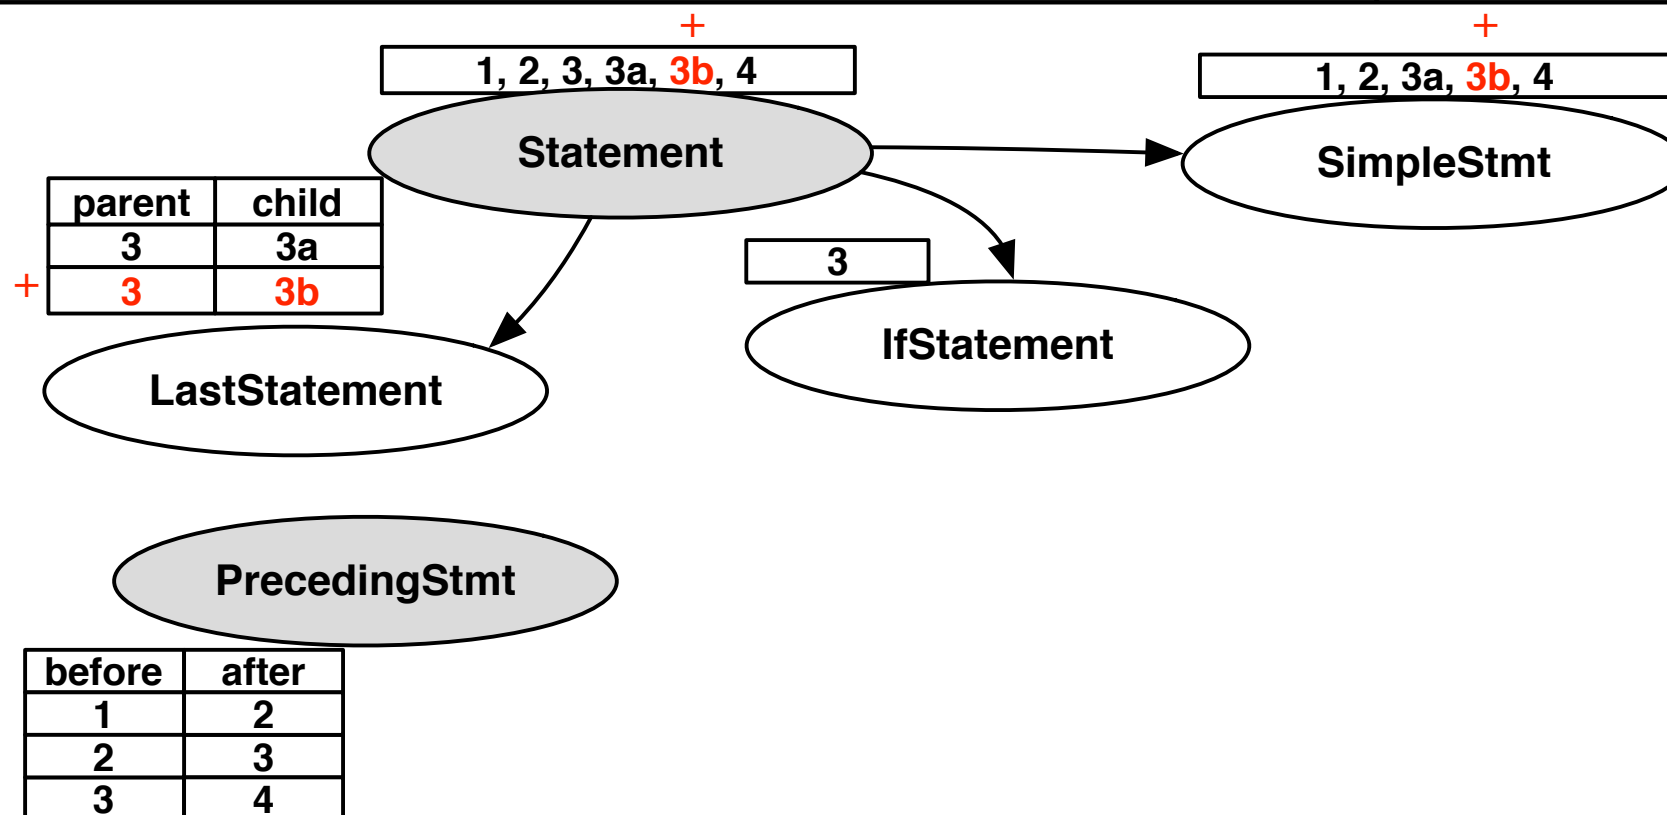 +
+
1, 2, 3, 3a, 3b, 4
1, 2, 3a, 3b, 4
Statement
SimpleStmt
parent child
3 3a
+ 3 3b
3
IfStatement
LastStatement
PrecedingStmt
before after
1 2
2 3
3 4